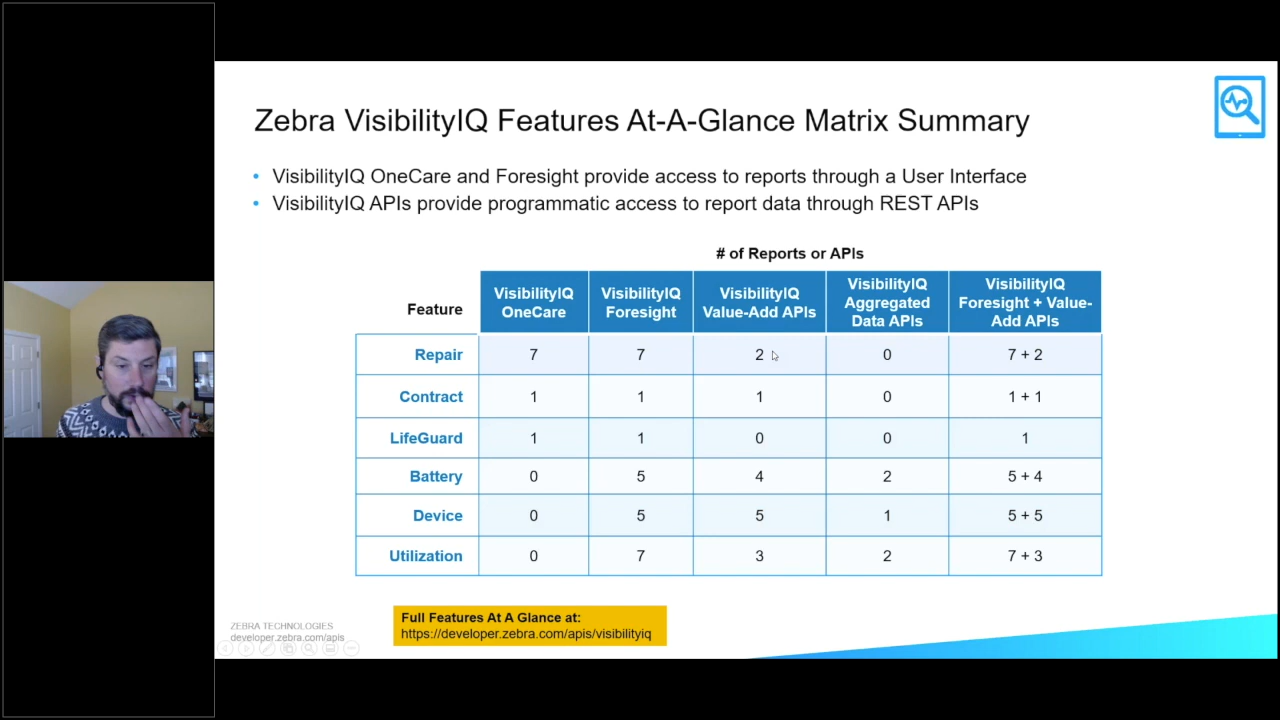 Zebra VisibilityIQ Features At-A-Glance Matrix Summary
• VisibilityIQ OneCare and Foresight provide access to reports through a User Interface
• VisibilityIQ APIs provide programmatic access to report data through REST APIs
# of Reports or APIs
Feature
VisibilityIQ OneCare
VisibilityIQ Foresight
VisibilityIQ Value-Add APIs
VisibilityIQ Aggregated Data APIs
VisibilityIQ Foresight + Value-Add APIs
Repair 7 7 2 0 7 + 2
Contract 1 1 1 0 1 + 1
LifeGuard 1 1 0 0 1
Battery 0 5 4 2 5 + 4
Device 0 5 5 1 5 + 5
Utilization 0 7 3 2 7 + 3
Full Features At A Glance at:
https://developer.zebra.com/apis/visibilityiq
ZEBRA TECHNOLOGIES
developer.zebra.com/apis